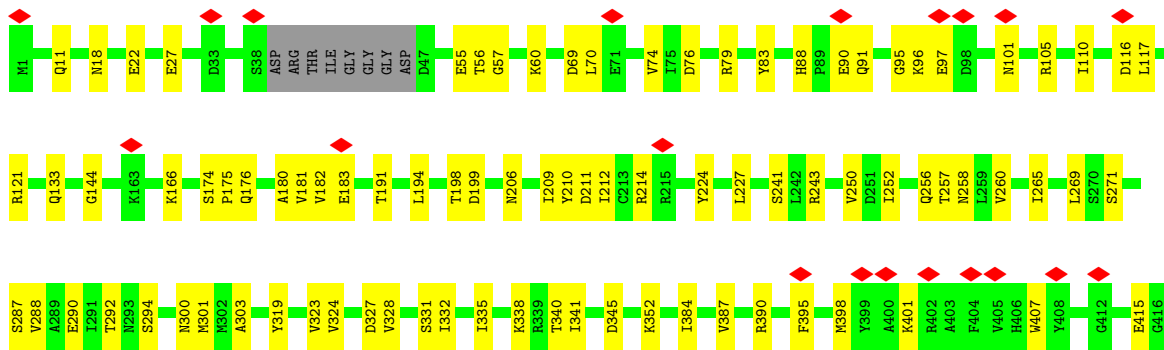 M1 Q11 N18 E22 E27 D33 S38 ASP ARG THR ILE GLY GLY GLY ASP D47 E55 T56 G57 K60 D69 L70 E71 V74 I75 D76 R79 Y83 H88 P89 E90 Q91 G95 K96 E97 D98 N101 R105 I110 D116 L117
R121 Q133 G144 K163 K166 S174 P175 Q176 A180 V181 V182 E183 T191 L194 T198 D199 N206 I209 Y210 D211 I212 C213 R214 R215 Y224 L227 S241 L242 R243 V250 D251 I252 Q256 T257 N258 L259 V260 I265 L269 S270 S271
S287 V288 A289 E290 I291 T292 N293 S294 N300 M301 M302 A303 Y319 V323 V324 D327 V328 S331 I332 I335 K338 R339 T340 I341 D345 K352 I384 V387 R390 F395 M398 Y399 A400 K401 R402 A403 F404 V405 H406 W407 Y408 G412 E415 G416